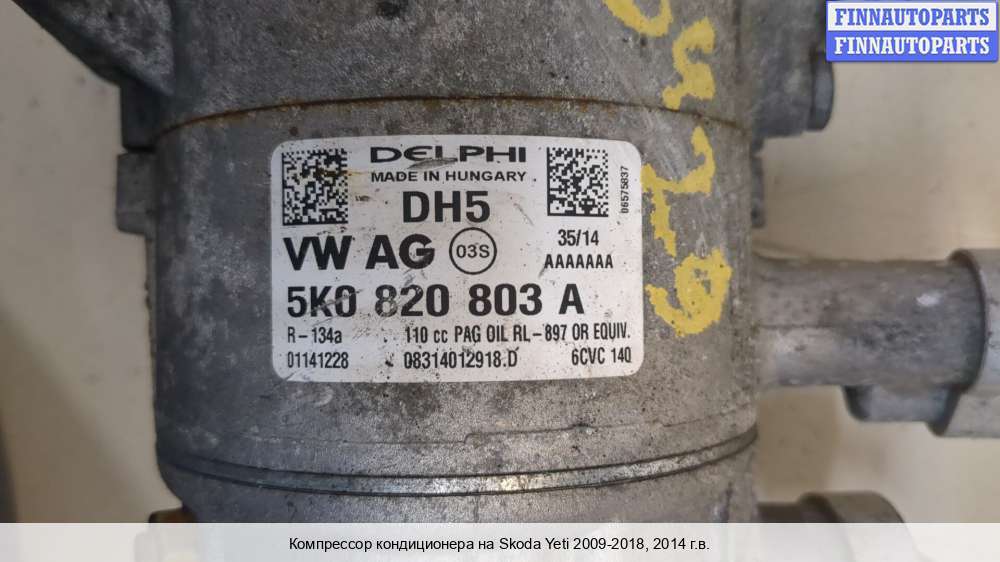 FINNAUTOPARTS
FINNAUTOPARTS
DELPHI
MADE IN HUNGARY
DH5
06575837
VW AG 03S
35/14
AAAAAAA
5K0 820 803 A
R-134a 110 cc PAG OIL RL-897 OR EQUIV.
01141228 08314012918.D 6CVC 140
Компрессор кондиционера на Skoda Yeti 2009-2018, 2014 г.в.